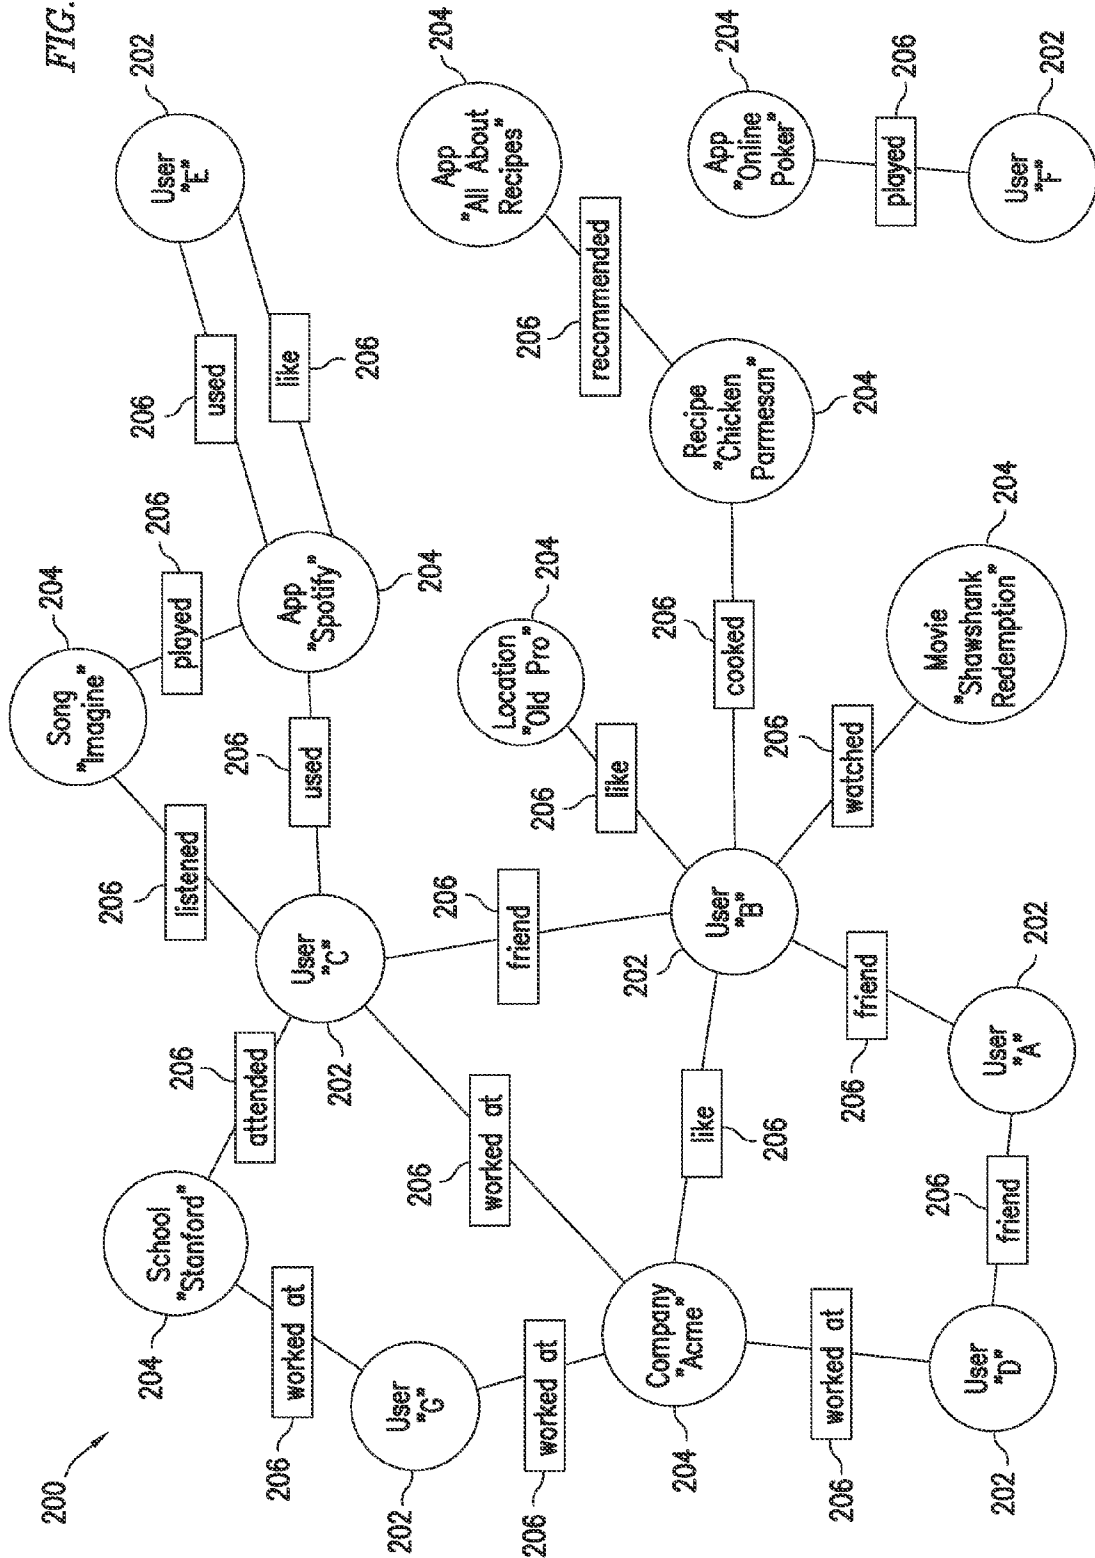 200
FIG.
204
School
"Stanford"
206
attended
206
listened
204
Song
"Imagine"
206
played
206
used
202
User
"E"
206
worked at
202
User
"C"
202
206
used
App
"Spotify"
204
like
206
202
User
"G"
206
worked at
206
worked at
206
friend
204
Location
"Old Pro"
206
like
206
recommended
App
"All About
Recipes"
204
204
Company
"Acme"
like
206
202
User
"B"
206
cooked
Recipe
"Chicken
Parmesan"
204
204
App
"Online
Poker"
206
worked at
206
friend
206
watched
played
206
202
User
"D"
206
friend
User
"A"
202
Movie
"Shawshank
Redemption"
204
User
"F"
202